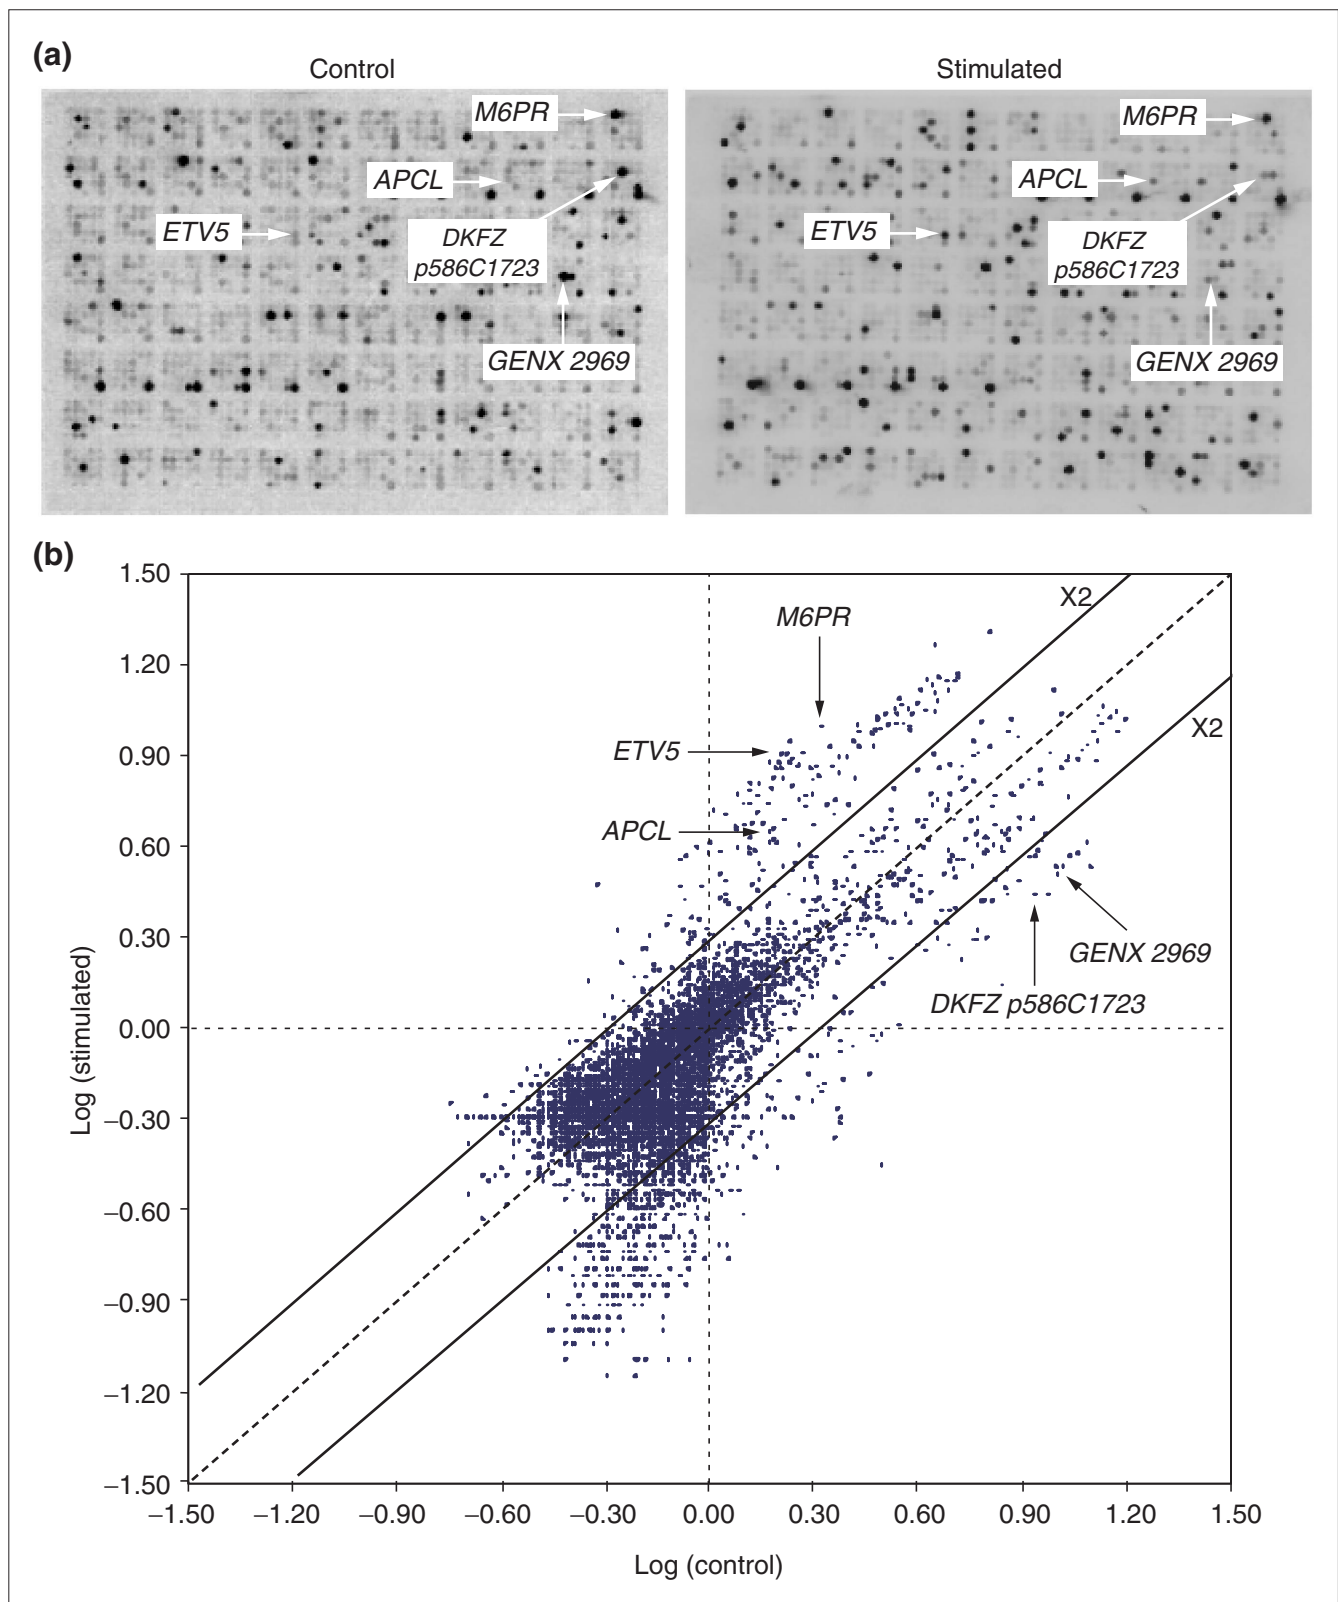 (a)
Control
Stimulated
M6PR
APCL
ETV5
DKFZ
p586C1723
GENX 2969
M6PR
APCL
ETV5
DKFZ
p586C1723
GENX 2969
(b)
1.50
1.20
0.90
0.60
0.30
0.00
−0.30
−0.60
−0.90
−1.20
−1.50
Log (stimulated)
X2
M6PR
X2
ETV5
APCL
GENX 2969
DKFZ p586C1723
−1.50 −1.20 −0.90 −0.60 −0.30 0.00 0.30 0.60 0.90 1.20 1.50
Log (control)